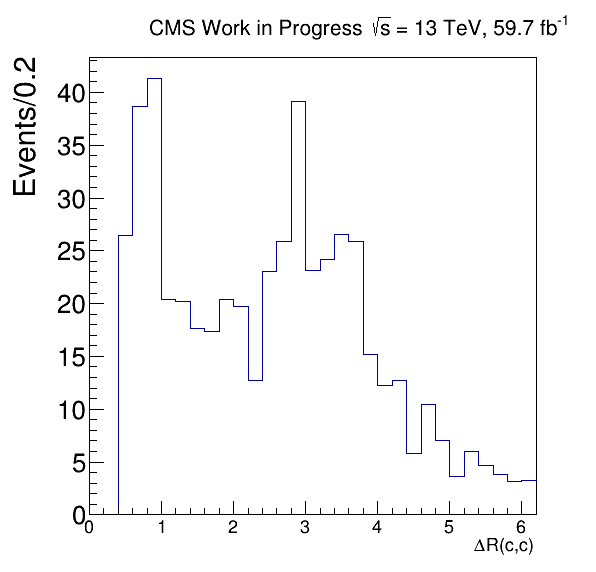 CMS Work in Progress √s = 13 TeV, 59.7 fb⁻¹
Events/0.2
40
35
30
25
20
15
10
5
0
0 1 2 3 4 5 6
ΔR(c,c)